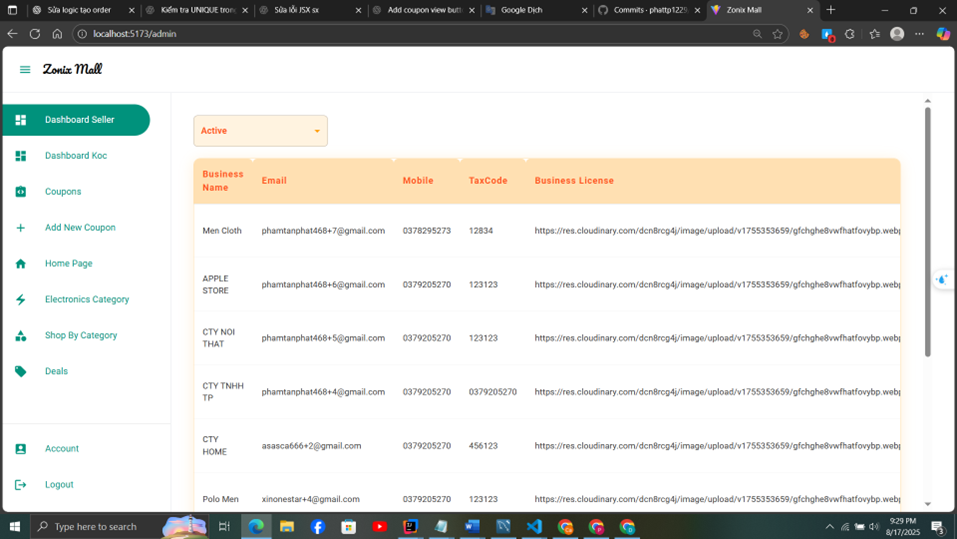 Sửa logic tạo order
Kiểm tra UNIQUE tron
Sửa lỗi JSX sx
Add coupon view butt
Google Dịch
Commits · phattp1229
Zonix Mall
localhost:5173/admin
Zonix Mall
Dashboard Seller
Dashboard Koc
Coupons
Add New Coupon
Home Page
Electronics Category
Shop By Category
Deals
Account
Logout
Active
Business Name Email Mobile TaxCode Business License
Men Cloth phamtanphat468+7@gmail.com 0378295273 12834 https://res.cloudinary.com/dcn8rcg4j/image/upload/v1755353659/gfchghe8vwfhatfovybp.webp
APPLE STORE phamtanphat468+6@gmail.com 0379205270 123123 https://res.cloudinary.com/dcn8rcg4j/image/upload/v1755353659/gfchghe8vwfhatfovybp.webp
CTY NOI THAT phamtanphat468+5@gmail.com 0379205270 123123 https://res.cloudinary.com/dcn8rcg4j/image/upload/v1755353659/gfchghe8vwfhatfovybp.webp
CTY TNHH TP phamtanphat468+4@gmail.com 0379205270 0379205270 https://res.cloudinary.com/dcn8rcg4j/image/upload/v1755353659/gfchghe8vwfhatfovybp.webp
CTY HOME asasca666+2@gmail.com 0379205270 456123 https://res.cloudinary.com/dcn8rcg4j/image/upload/v1755353659/gfchghe8vwfhatfovybp.webp
Polo Men xinonestar+4@gmail.com 0379205270 123123 https://res.cloudinary.com/dcn8rcg4j/image/upload/v1755353659/gfchghe8vwfhatfovybp.webp
Type here to search
9:29 PM
8/17/2025
3